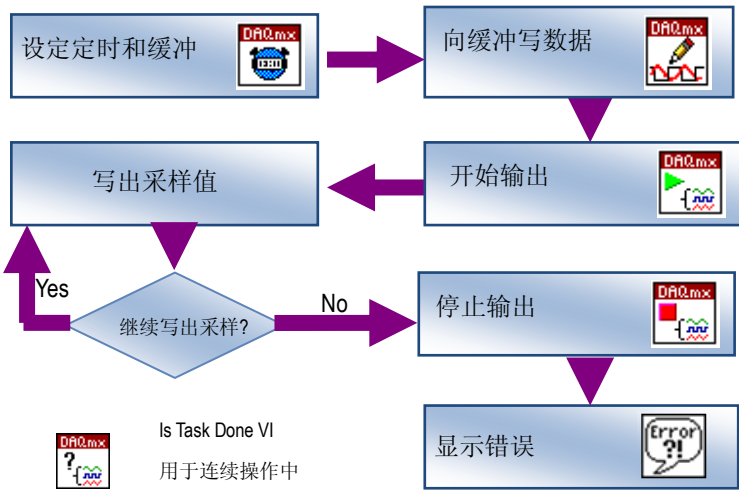 设定定时和缓冲
DAQmx
向缓冲写数据
DAQmx
写出采样值
开始输出
DAQmx
Yes
继续写出采样?
No
停止输出
DAQmx
显示错误
Error
?!
DAQmx
?
Is Task Done VI
用于连续操作中